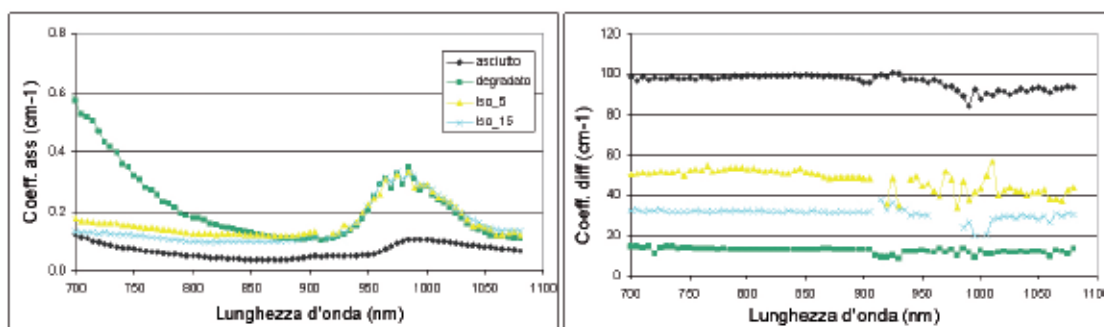 0.8
0.6
0.4
0.2
0.0
Coeff. ass (cm-1)
700 750 800 850 900 950 1000 1050 1100
Lunghezza d'onda (nm)
asciutto
degradato
Iso_5
Iso_15
120
100
80
60
40
20
0
Coeff. diff (cm-1)
700 750 800 850 900 950 1000 1050 1100
Lunghezza d'onda (nm)